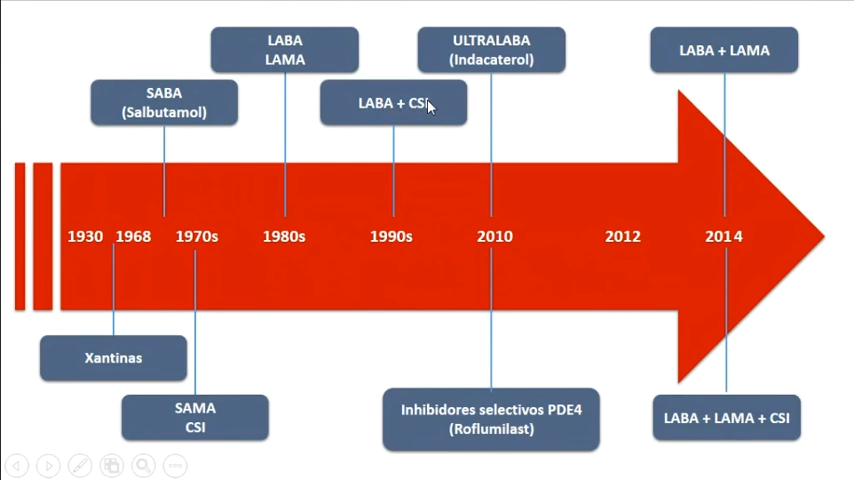 LABA
LAMA
ULTRALABA
(Indacaterol)
LABA + LAMA
SABA
(Salbutamol)
LABA + CSI
1930
1968
1970s
1980s
1990s
2010
2012
2014
Xantinas
SAMA
CSI
Inhibidores selectivos PDE4
(Roflumilast)
LABA + LAMA + CSI